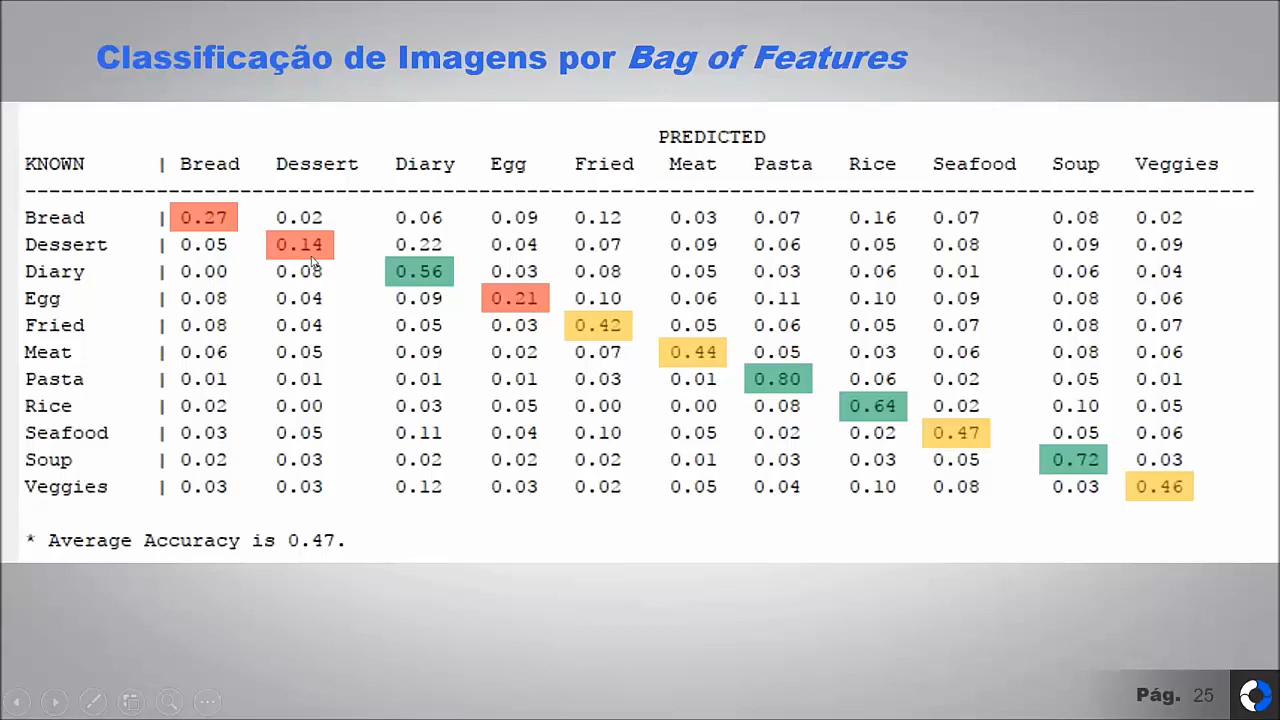 Classificação de Imagens por Bag of Features
PREDICTED
KNOWN | Bread Dessert Diary Egg Fried Meat Pasta Rice Seafood Soup Veggies
--------------------------------------------------------------------------------------------------------
Bread | 0.27 0.02 0.06 0.09 0.12 0.03 0.07 0.16 0.07 0.08 0.02
Dessert | 0.05 0.14 0.22 0.04 0.07 0.09 0.06 0.05 0.08 0.09 0.09
Diary | 0.00 0.08 0.56 0.03 0.08 0.05 0.03 0.06 0.01 0.06 0.04
Egg | 0.08 0.04 0.09 0.21 0.10 0.06 0.11 0.10 0.09 0.08 0.06
Fried | 0.08 0.04 0.05 0.03 0.42 0.05 0.06 0.05 0.07 0.08 0.07
Meat | 0.06 0.05 0.09 0.02 0.07 0.44 0.05 0.03 0.06 0.08 0.06
Pasta | 0.01 0.01 0.01 0.01 0.03 0.01 0.80 0.06 0.02 0.05 0.01
Rice | 0.02 0.00 0.03 0.05 0.00 0.00 0.08 0.64 0.02 0.10 0.05
Seafood | 0.03 0.05 0.11 0.04 0.10 0.05 0.02 0.02 0.47 0.05 0.06
Soup | 0.02 0.03 0.02 0.02 0.02 0.01 0.03 0.03 0.05 0.72 0.03
Veggies | 0.03 0.03 0.12 0.03 0.02 0.05 0.04 0.10 0.08 0.03 0.46
* Average Accuracy is 0.47.
Pág. 25